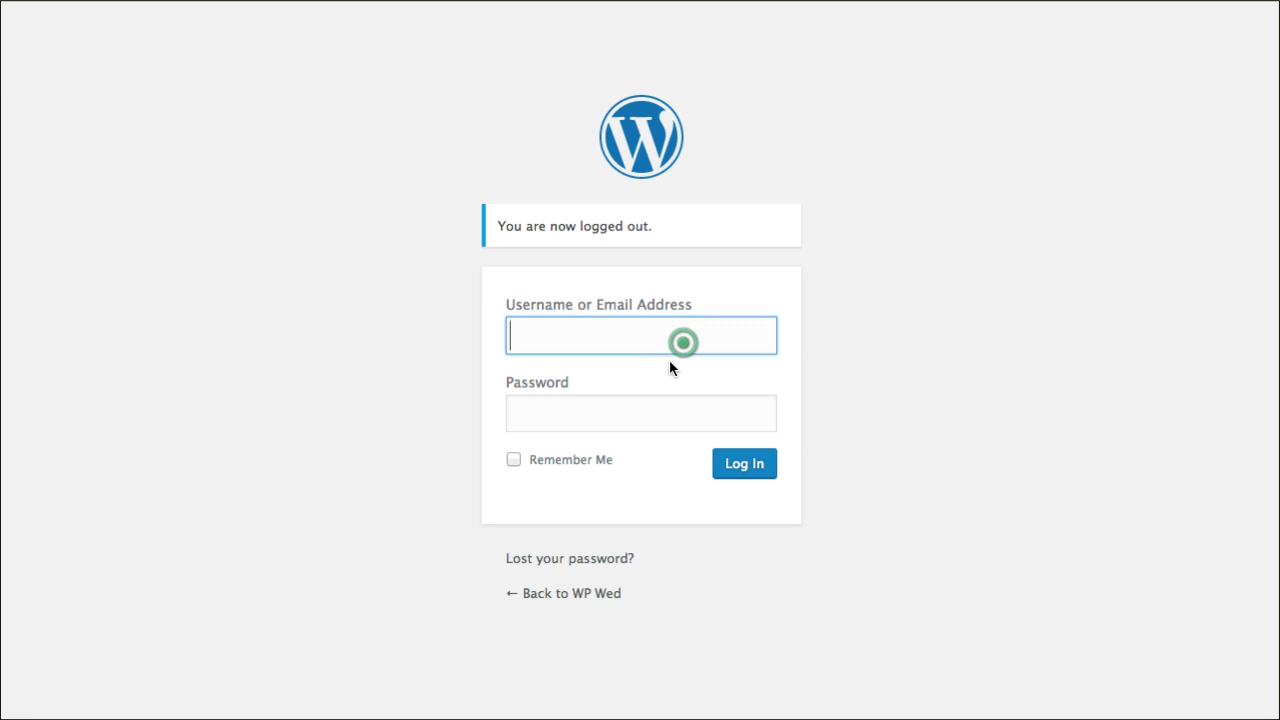 You are now logged out.
Username or Email Address
Password
Remember Me
Log In
Lost your password?
← Back to WP Wed